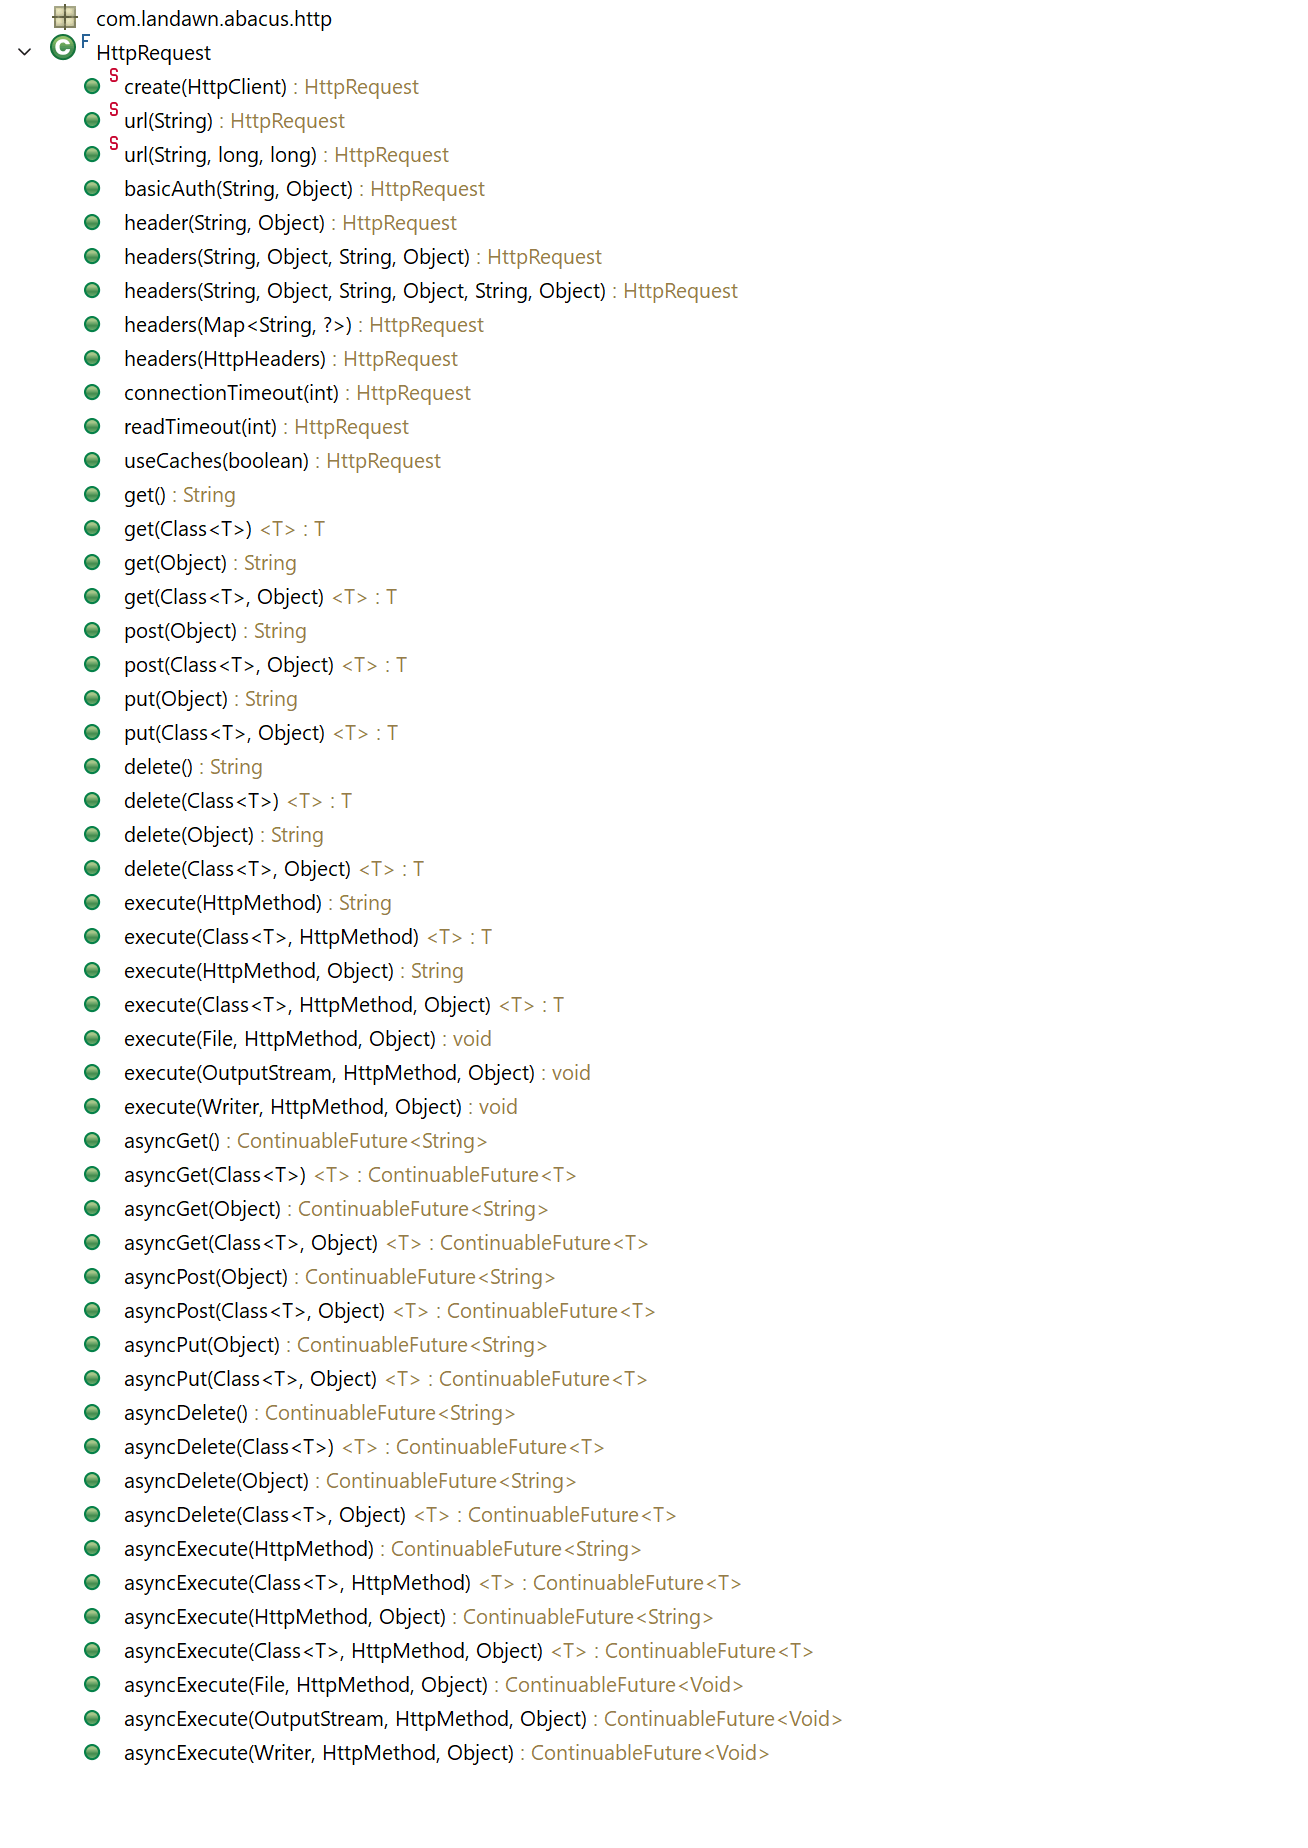 com.landawn.abacus.http
C F HttpRequest
S create(HttpClient) : HttpRequest
S url(String) : HttpRequest
S url(String, long, long) : HttpRequest
basicAuth(String, Object) : HttpRequest
header(String, Object) : HttpRequest
headers(String, Object, String, Object) : HttpRequest
headers(String, Object, String, Object, String, Object) : HttpRequest
headers(Map<String, ?>) : HttpRequest
headers(HttpHeaders) : HttpRequest
connectionTimeout(int) : HttpRequest
readTimeout(int) : HttpRequest
useCaches(boolean) : HttpRequest
get() : String
get(Class<T>) <T> : T
get(Object) : String
get(Class<T>, Object) <T> : T
post(Object) : String
post(Class<T>, Object) <T> : T
put(Object) : String
put(Class<T>, Object) <T> : T
delete() : String
delete(Class<T>) <T> : T
delete(Object) : String
delete(Class<T>, Object) <T> : T
execute(HttpMethod) : String
execute(Class<T>, HttpMethod) <T> : T
execute(HttpMethod, Object) : String
execute(Class<T>, HttpMethod, Object) <T> : T
execute(File, HttpMethod, Object) : void
execute(OutputStream, HttpMethod, Object) : void
execute(Writer, HttpMethod, Object) : void
asyncGet() : ContinuableFuture<String>
asyncGet(Class<T>) <T> : ContinuableFuture<T>
asyncGet(Object) : ContinuableFuture<String>
asyncGet(Class<T>, Object) <T> : ContinuableFuture<T>
asyncPost(Object) : ContinuableFuture<String>
asyncPost(Class<T>, Object) <T> : ContinuableFuture<T>
asyncPut(Object) : ContinuableFuture<String>
asyncPut(Class<T>, Object) <T> : ContinuableFuture<T>
asyncDelete() : ContinuableFuture<String>
asyncDelete(Class<T>) <T> : ContinuableFuture<T>
asyncDelete(Object) : ContinuableFuture<String>
asyncDelete(Class<T>, Object) <T> : ContinuableFuture<T>
asyncExecute(HttpMethod) : ContinuableFuture<String>
asyncExecute(Class<T>, HttpMethod) <T> : ContinuableFuture<T>
asyncExecute(HttpMethod, Object) : ContinuableFuture<String>
asyncExecute(Class<T>, HttpMethod, Object) <T> : ContinuableFuture<T>
asyncExecute(File, HttpMethod, Object) : ContinuableFuture<Void>
asyncExecute(OutputStream, HttpMethod, Object) : ContinuableFuture<Void>
asyncExecute(Writer, HttpMethod, Object) : ContinuableFuture<Void>